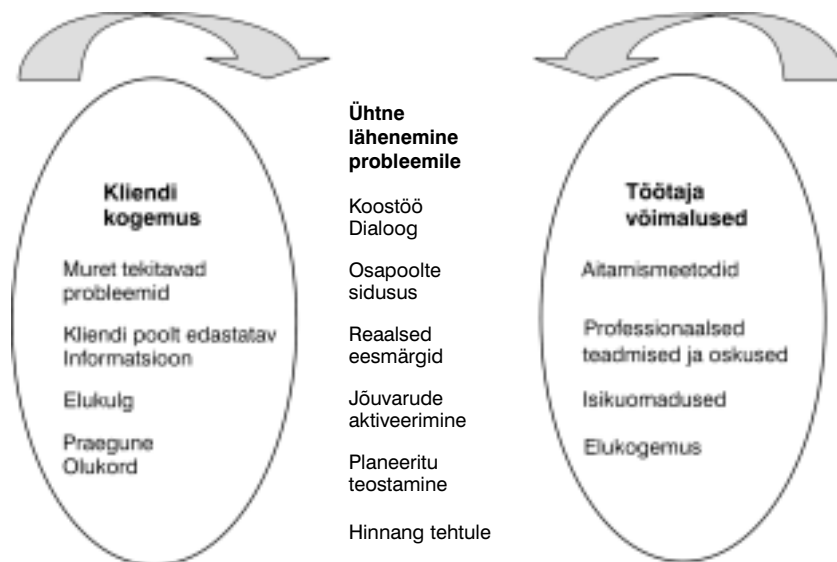 Kliendi
kogemus
Muret tekitavad
probleemid
Kliendi poolt edastatav
Informatsioon
Elukulg
Praegune
Olukord
Ühtne
lähenemine
probleemile
Koostöö
Dialoog
Osapoolte
sidusus
Reaalsed
eesmärgid
Jõuvarude
aktiveerimine
Planeeritu
teostamine
Hinnang tehtule
Töötaja
võimalused
Aitamismeetodid
Professionaalsed
teadmised ja oskused
Isikuomadused
Elukogemus